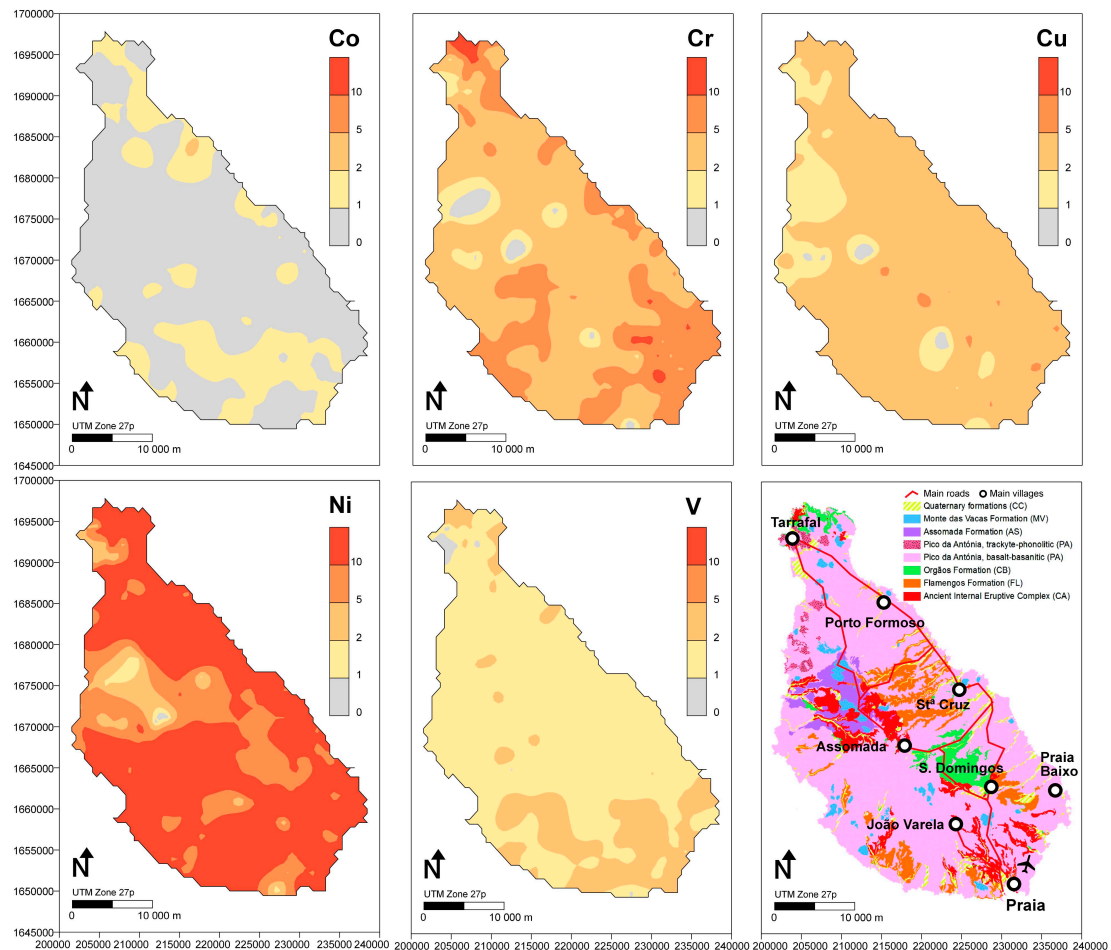 1700000
1695000
1690000
1685000
1680000
1675000
1670000
1665000
1660000
1655000
1650000
1645000
Co
10
5
2
1
0
N
UTM Zone 27p
0 10 000 m
Cr
10
5
2
1
0
N
UTM Zone 27p
0 10 000 m
Cu
10
5
2
1
0
N
UTM Zone 27p
0 10 000 m
1700000
1695000
1690000
1685000
1680000
1675000
1670000
1665000
1660000
1655000
1650000
1645000
Ni
10
5
2
1
0
N
UTM Zone 27p
0 10 000 m
200000 205000 210000 215000 220000 225000 230000 235000 240000
V
10
5
2
1
0
N
UTM Zone 27p
0 10 000 m
200000 205000 210000 215000 220000 225000 230000 235000 240000
Main roads Main villages
Quaternary formations (CC)
Monte das Vacas Formation (MV)
Assomada Formation (AS)
Pico da Antónia, trackyte-phonolitic (PA)
Pico da Antónia, basalt-basanitic (PA)
Orgãos Formation (CB)
Flamengos Formation (FL)
Ancient Internal Eruptive Complex (CA)
Tarrafal
Porto Formoso
Stª Cruz
Assomada
S. Domingos
Praia
Baixo
João Varela
Praia
N
UTM Zone 27p
0 10 000 m
200000 205000 210000 215000 220000 225000 230000 235000 240000